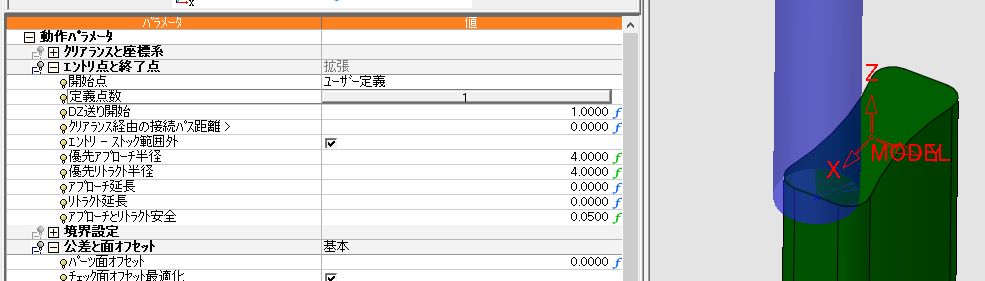 X
パラメータ 値
動作パラメータ
クリアランスと座標系
エントリ点と終了点 拡張
開始点 ユーザー定義
定義点数 1
DZ送り開始 1.0000 f
クリアランス経由の接続パス距離 > 0.0000 f
エントリ - ストック範囲外
優先アプローチ半径 4.0000 f
優先リトラクト半径 4.0000 f
アプローチ延長 0.0000 f
リトラクト延長 0.0000 f
アプローチとリトラクト安全 0.0500 f
境界設定
公差と面オフセット 基本
パーツ面オフセット 0.0000 f
チェック面オフセット最適化
Z
X
MODEL
Y